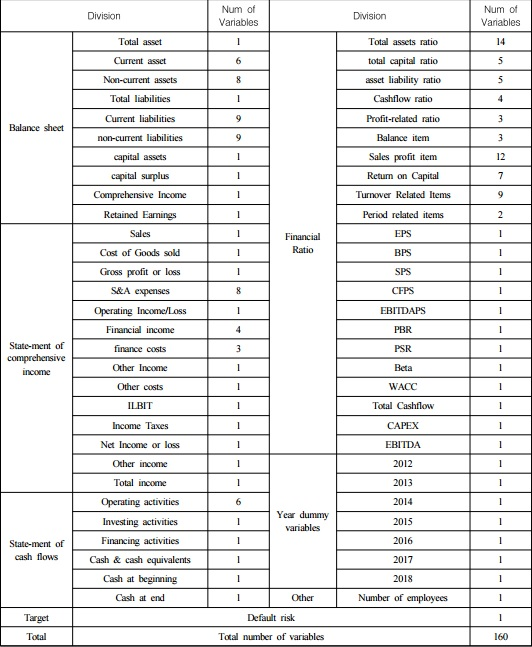 Division Num of Variables Division Num of Variables
Balance sheet
Total asset 1 Total assets ratio 14
Current asset 6 total capital ratio 5
Non-current assets 8 asset liability ratio 5
Total liabilities 1 Cashflow ratio 4
Current liabilities 9 Profit-related ratio 3
non-current liabilities 9 Balance item 3
capital assets 1 Sales profit item 12
capital surplus 1 Return on Capital 7
Comprehensive Income 1 Turnover Related Items 9
Retained Earnings 1 Period related items 2
State-ment of comprehensive income
Financial Ratio
Sales 1 EPS 1
Cost of Goods sold 1 BPS 1
Gross profit or loss 1 SPS 1
S&A expenses 8 CFPS 1
Operating Income/Loss 1 EBITDAPS 1
Financial income 4 PBR 1
finance costs 3 PSR 1
Other Income 1 Beta 1
Other costs 1 WACC 1
ILBIT 1 Total Cashflow 1
Income Taxes 1 CAPEX 1
Net Income or loss 1 EBITDA 1
Other income 1 2012 1
Total income 1 2013 1
State-ment of cash flows
Year dummy variables
Operating activities 6 2014 1
Investing activities 1 2015 1
Financing activities 1 2016 1
Cash & cash equivalents 1 2017 1
Cash at beginning 1 2018 1
Cash at end 1 Other Number of employees 1
Target Default risk 1
Total Total number of variables 160